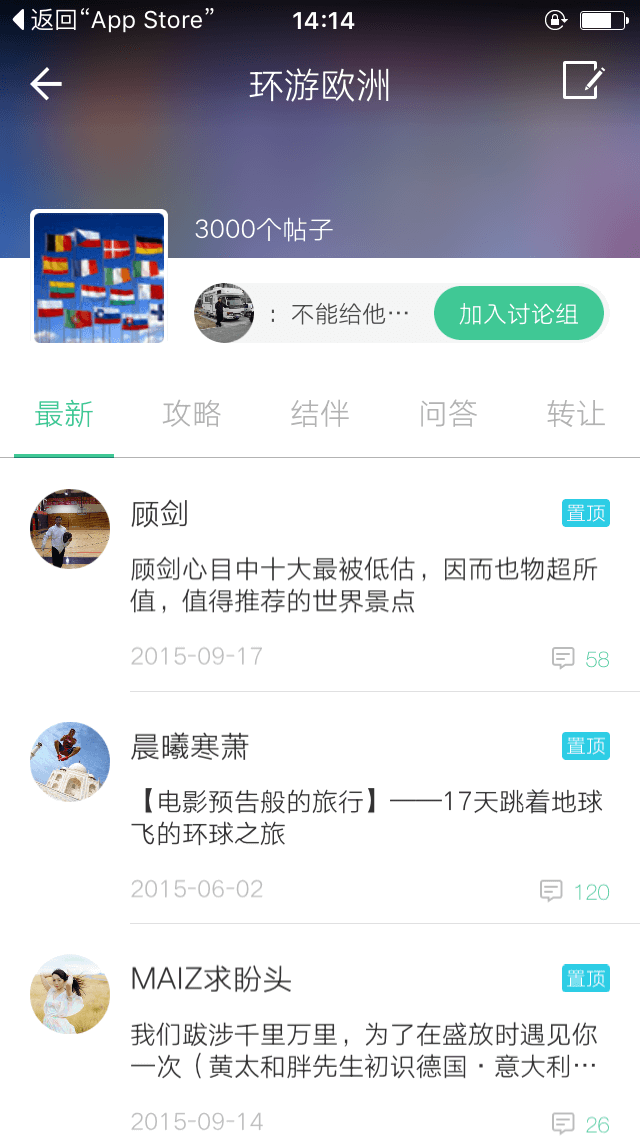 返回“App Store”
14:14
环游欧洲
3000个帖子
：不能给他…
加入讨论组
最新
攻略
结伴
问答
转让
顾剑
置顶
顾剑心目中十大最被低估，因而也物超所
值，值得推荐的世界景点
2015-09-17
58
晨曦寒萧
置顶
【电影预告般的旅行】——17天跳着地球
飞的环球之旅
2015-06-02
120
MAIZ求盼头
置顶
我们跋涉千里万里，为了在盛放时遇见你
一次（黄太和胖先生初识德国·意大利…
2015-09-14
26